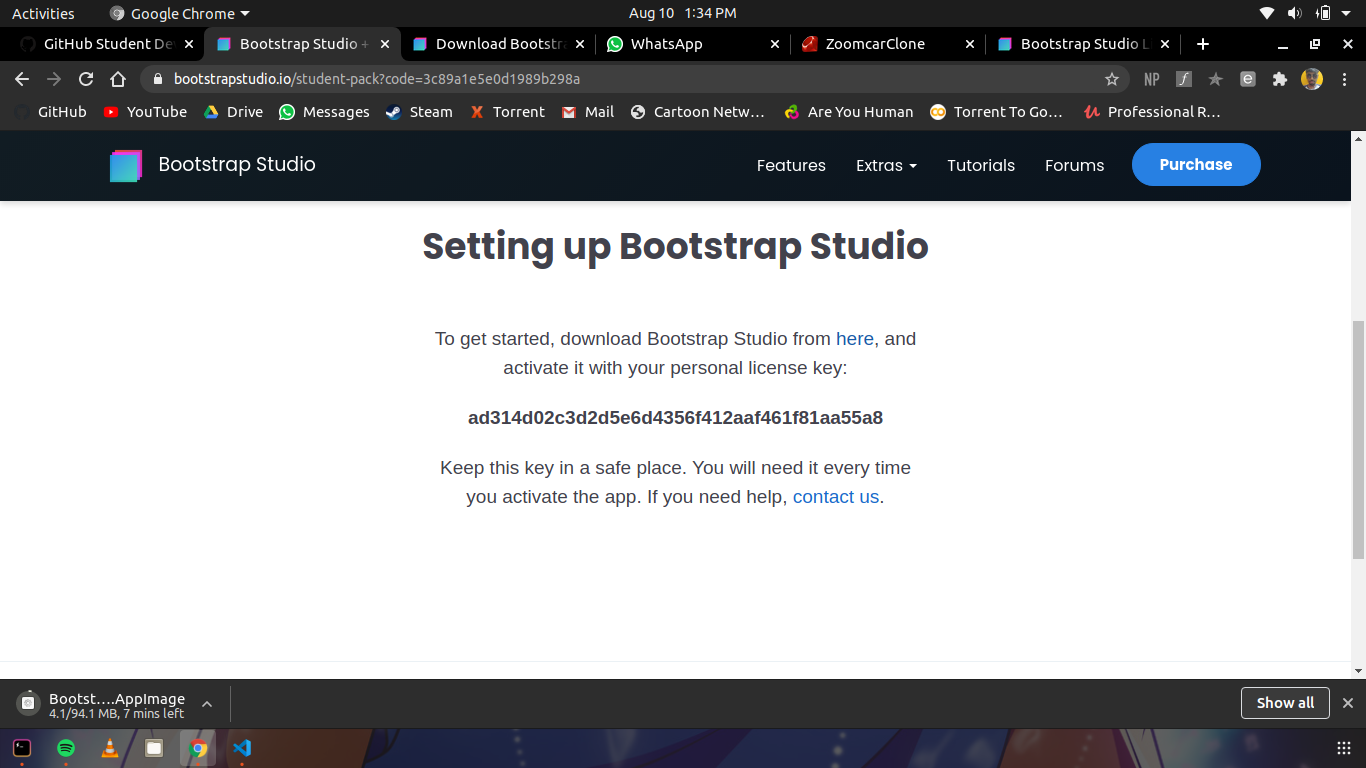 Activities
Google Chrome
Aug 10 1:34 PM
GitHub Student De
Bootstrap Studio +
Download Bootstra
WhatsApp
ZoomcarClone
Bootstrap Studio L
bootstrapstudio.io/student-pack?code=3c89a1e5e0d1989b298a
NP
GitHub
YouTube
Drive
Messages
Steam
Torrent
Mail
Cartoon Netw…
Are You Human
Torrent To Go…
Professional R…
Bootstrap Studio
Features
Extras
Tutorials
Forums
Purchase
Setting up Bootstrap Studio
To get started, download Bootstrap Studio from here, and
activate it with your personal license key:
ad314d02c3d2d5e6d4356f412aaf461f81aa55a8
Keep this key in a safe place. You will need it every time
you activate the app. If you need help, contact us.
Bootst….AppImage
4.1/94.1 MB, 7 mins left
Show all